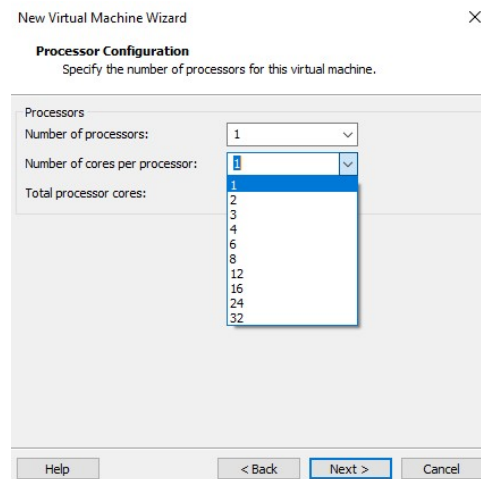 New Virtual Machine Wizard
Processor Configuration
Specify the number of processors for this virtual machine.
Processors
Number of processors: 1
Number of cores per processor: 1
Total processor cores:
1
2
3
4
6
8
12
16
24
32
Help < Back Next > Cancel